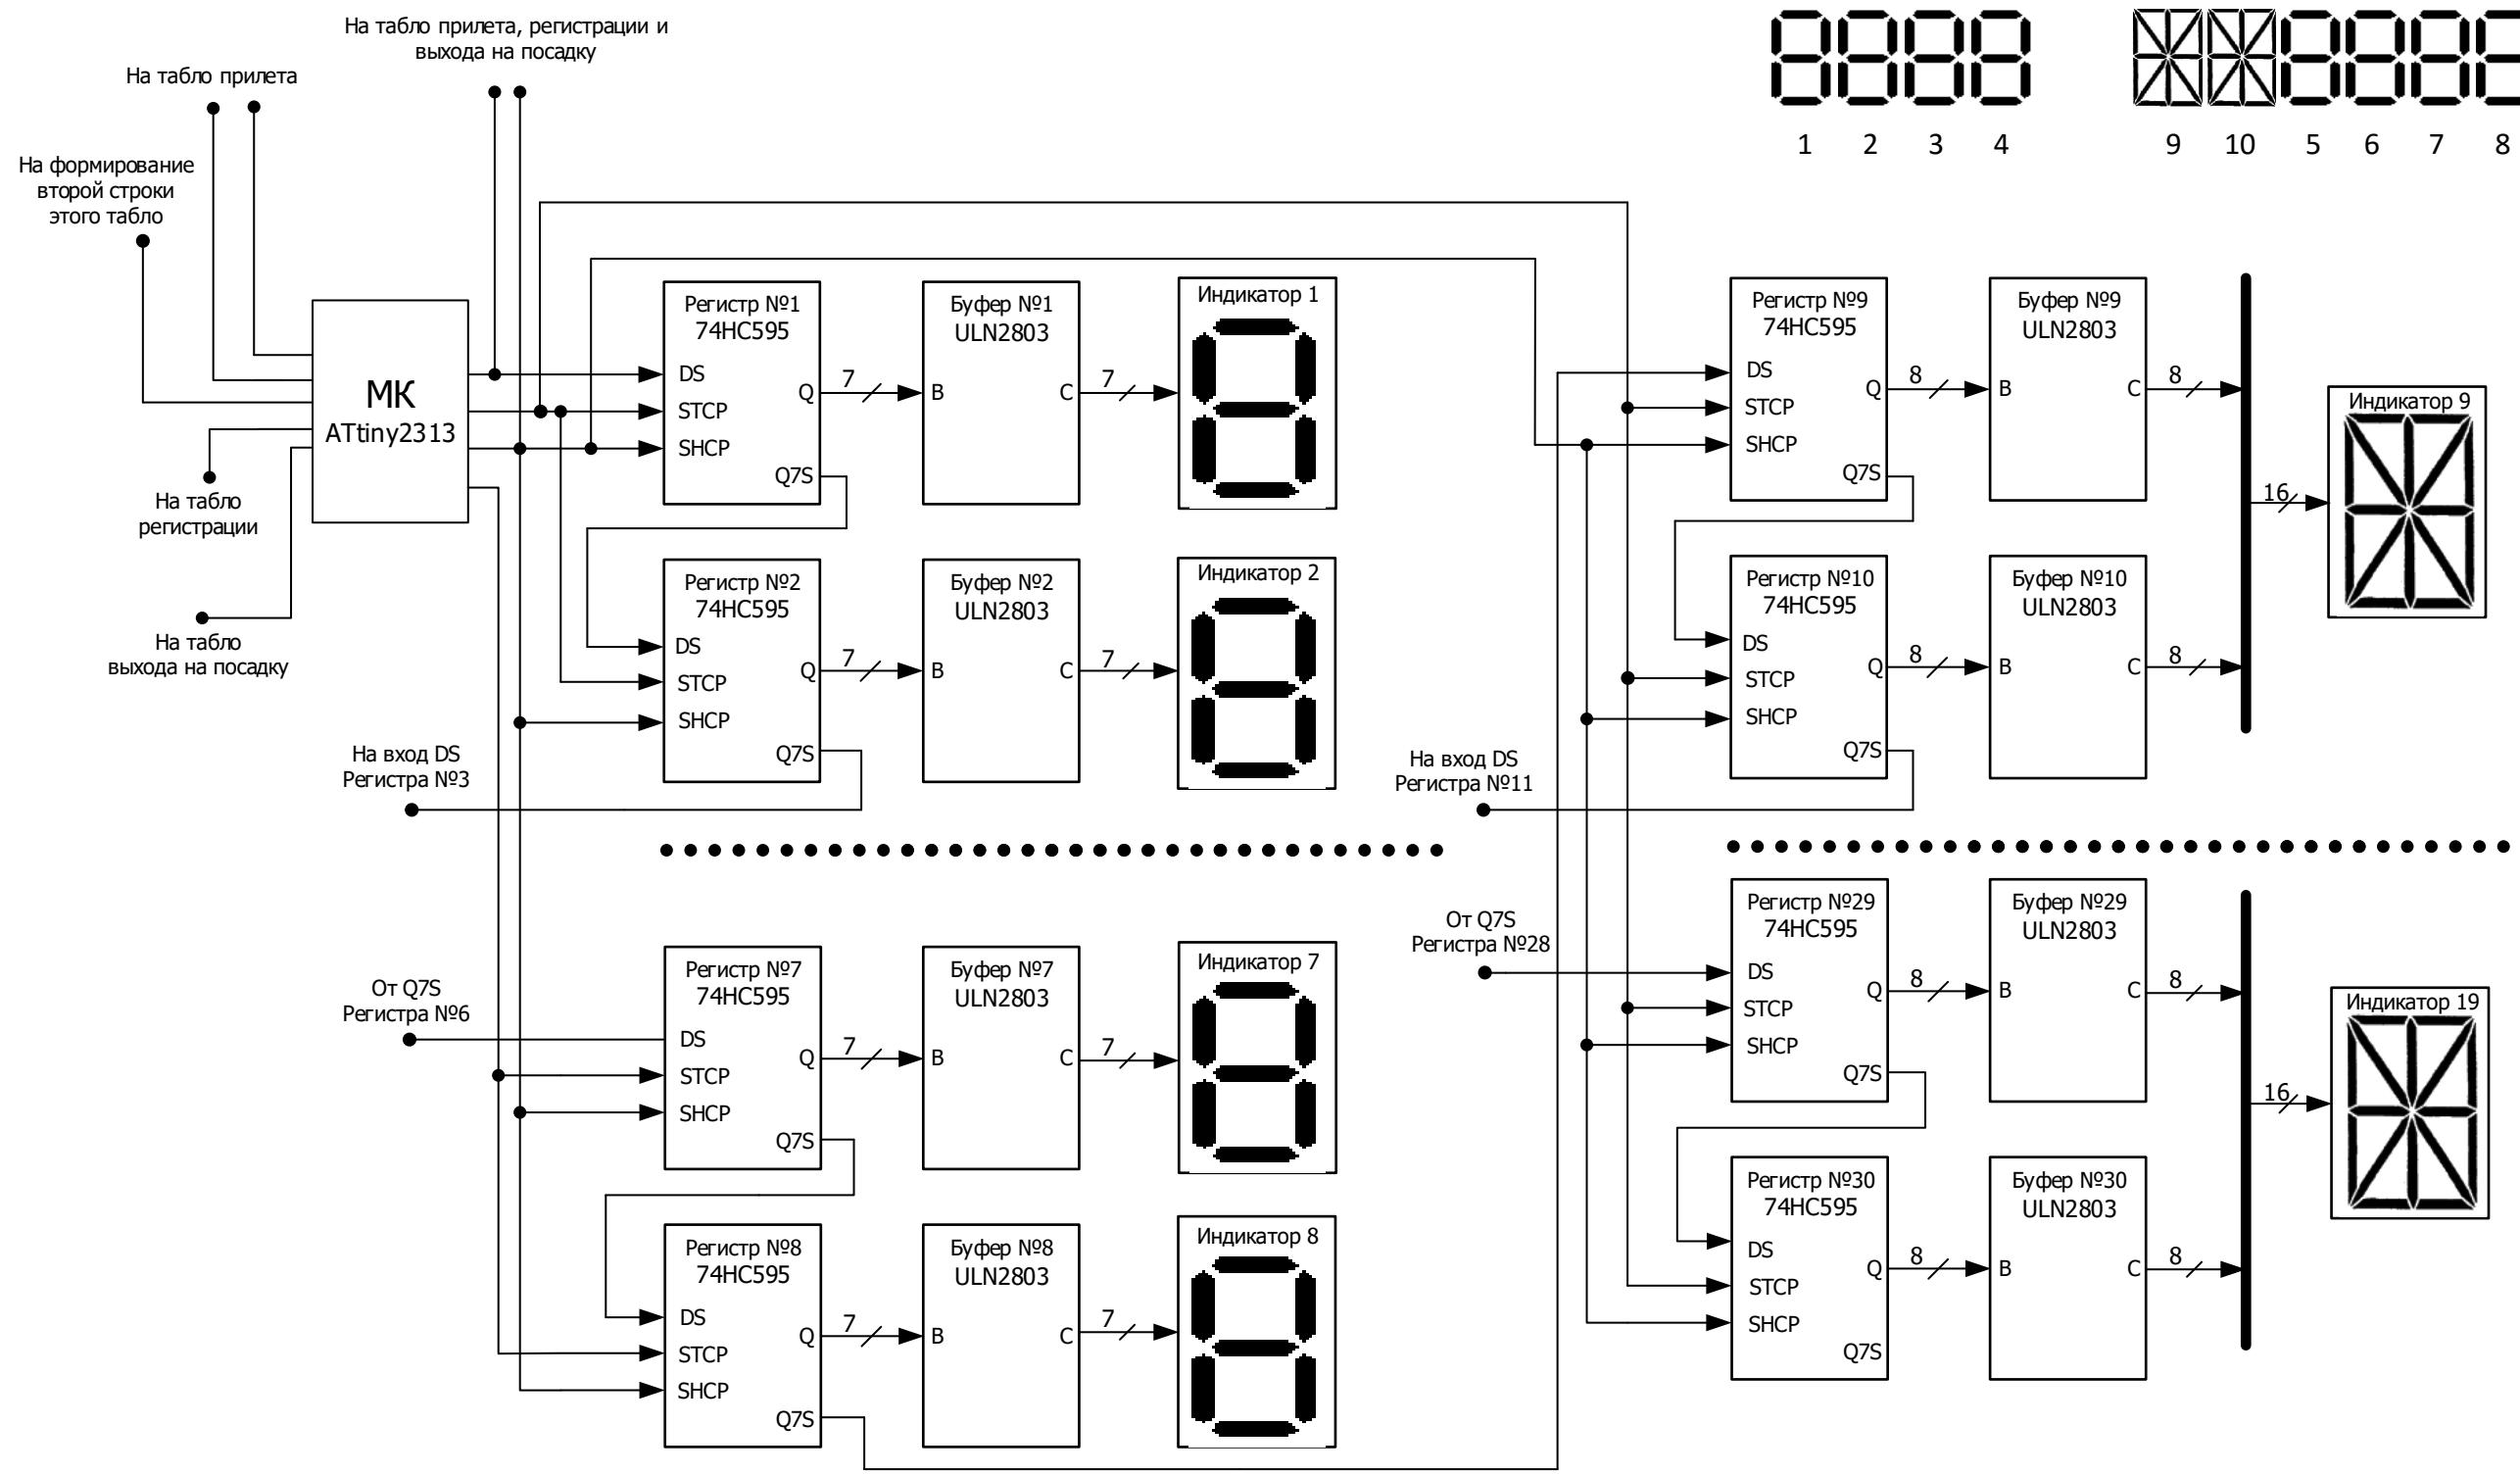 На табло прилета, регистрации и
выхода на посадку
На табло прилета
На формирование
второй строки
этого табло
1 2 3 4 9 10 5 6 7 8
МК
ATtiny2313
На табло
регистрации
На табло
выхода на посадку
Регистр №1
74HC595
DS
STCP
SHCP
Q
Q7S
7
Буфер №1
ULN2803
B
C
7
Индикатор 1
Регистр №2
74HC595
DS
STCP
SHCP
Q
Q7S
7
Буфер №2
ULN2803
B
C
7
Индикатор 2
На вход DS
Регистра №3
От Q7S
Регистра №6
Регистр №7
74HC595
DS
STCP
SHCP
Q
Q7S
7
Буфер №7
ULN2803
B
C
7
Индикатор 7
Регистр №8
74HC595
DS
STCP
SHCP
Q
Q7S
7
Буфер №8
ULN2803
B
C
7
Индикатор 8
Регистр №9
74HC595
DS
STCP
SHCP
Q
Q7S
8
Буфер №9
ULN2803
B
C
8
Индикатор 9
16
Регистр №10
74HC595
DS
STCP
SHCP
Q
Q7S
8
Буфер №10
ULN2803
B
C
8
На вход DS
Регистра №11
От Q7S
Регистра №28
Регистр №29
74HC595
DS
STCP
SHCP
Q
Q7S
8
Буфер №29
ULN2803
B
C
8
Индикатор 19
16
Регистр №30
74HC595
DS
STCP
SHCP
Q
Q7S
8
Буфер №30
ULN2803
B
C
8